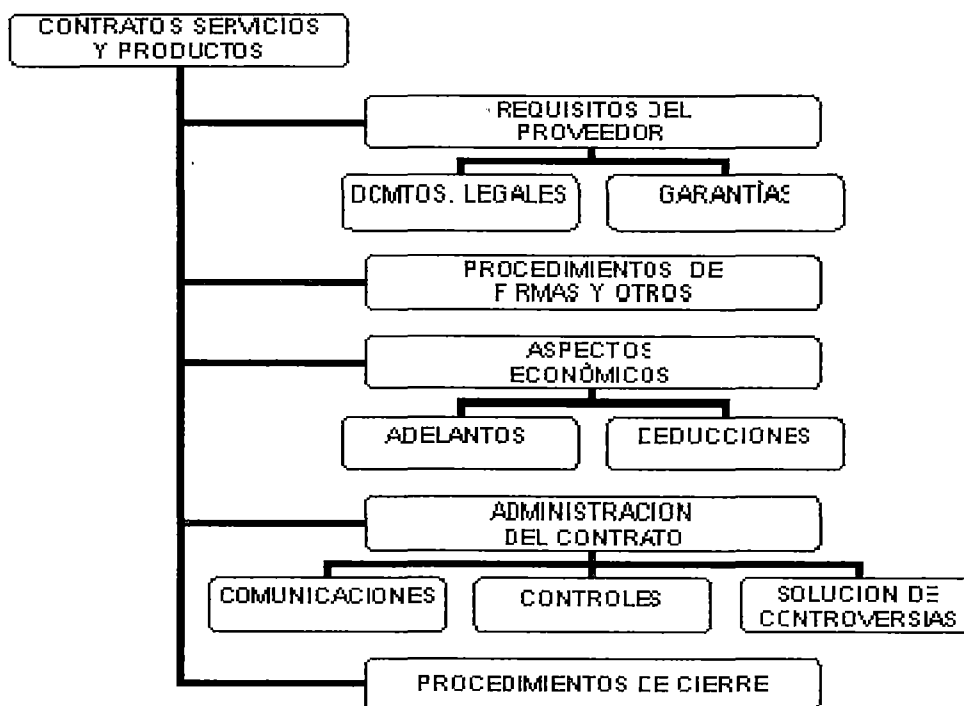 CONTRATOS SERVICIOS
Y PRODUCTOS
REQUISITOS DEL
PROVEEDOR
DCMTOS. LEGALES
GARANTÍAS
PROCEDIMIENTOS DE
FIRMAS Y OTROS
ASPECTOS
ECONÓMICOS
ADELANTOS
DEDUCCIONES
ADMINISTRACION
DEL CONTRATO
COMUNICACIONES
CONTROLES
SOLUCION DE
CONTROVERSIAS
PROCEDIMIENTOS DE CIERRE